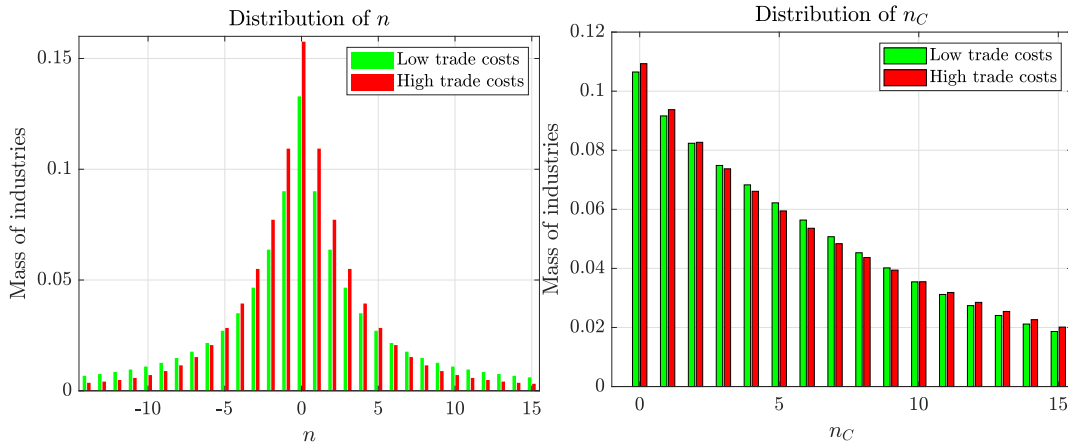 Distribution of n
Mass of industries
0.15
0.1
0.05
0
-10
-5
0
5
10
15
n
Low trade costs
High trade costs
Distribution of n_C
Mass of industries
0.12
0.1
0.08
0.06
0.04
0.02
0
0
5
10
15
n_C
Low trade costs
High trade costs